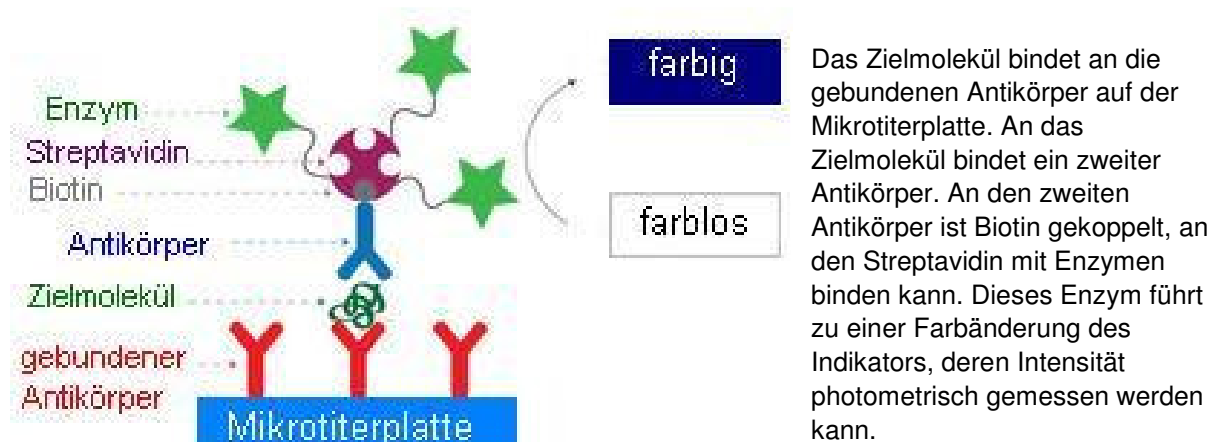 Enzym
Streptavidin
Biotin
Antikörper
Zielmolekül
gebundener
Antikörper
Mikrotiterplatte
farbig
farblos
Das Zielmolekül bindet an die
gebundenen Antikörper auf der
Mikrotiterplatte. An das
Zielmolekül bindet ein zweiter
Antikörper. An den zweiten
Antikörper ist Biotin gekoppelt, an
den Streptavidin mit Enzymen
binden kann. Dieses Enzym führt
zu einer Farbänderung des
Indikators, deren Intensität
photometrisch gemessen werden
kann.